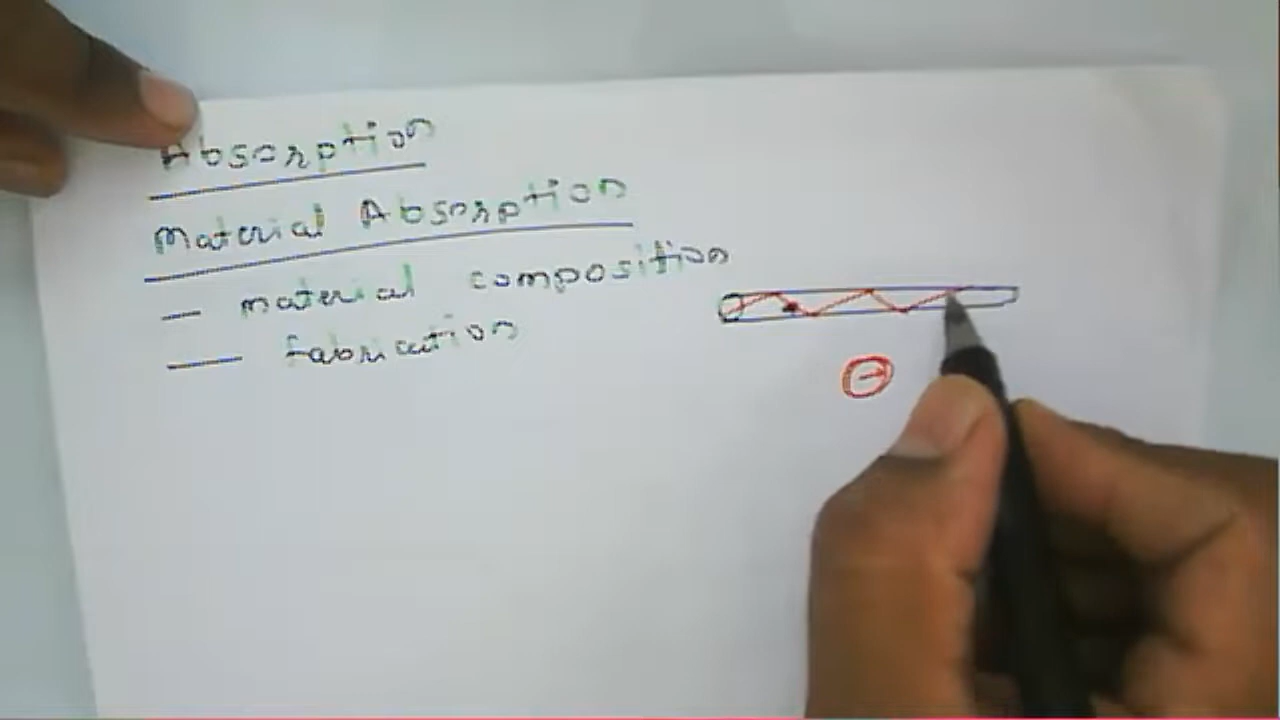 Absorption
Material Absorption
— material composition
— fabrication